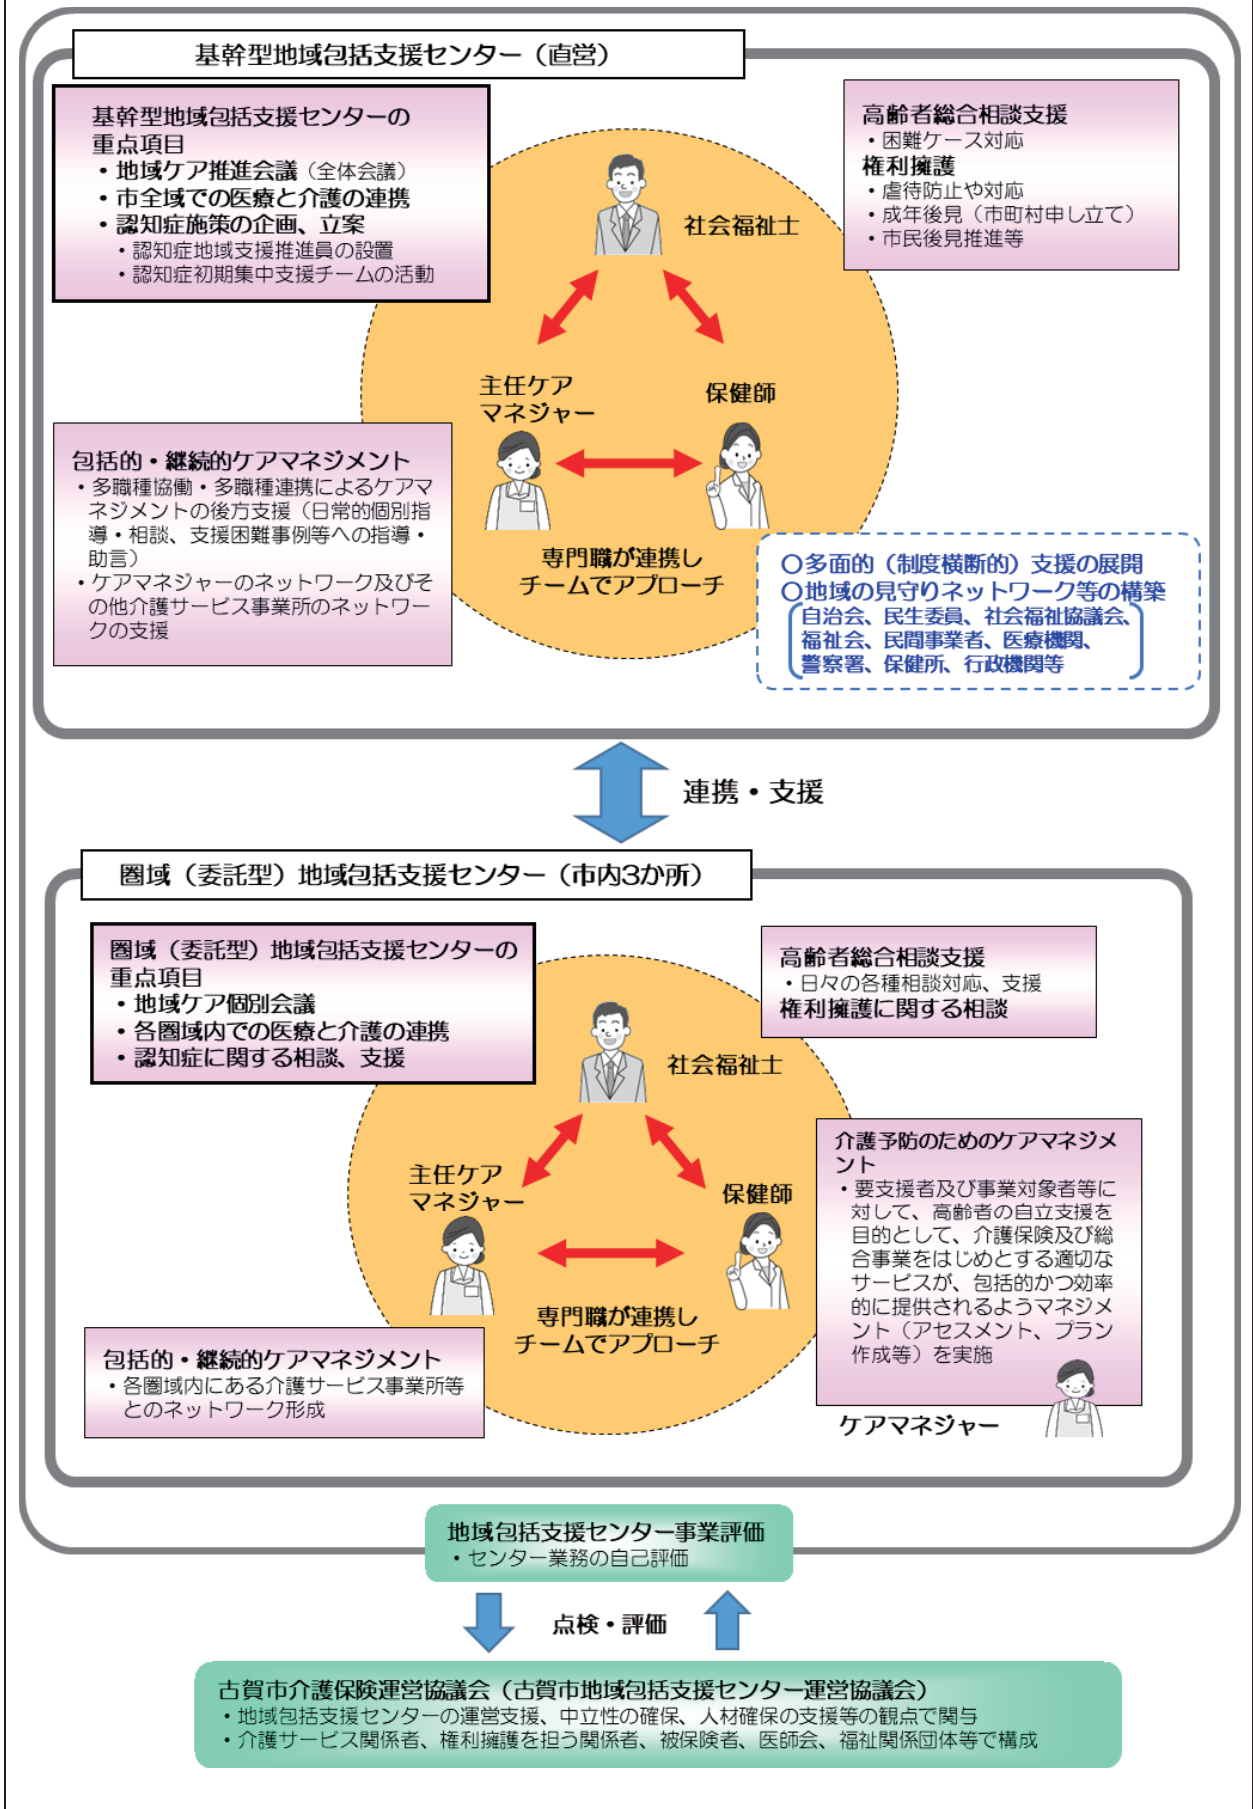 基幹型地域包括支援センター（直営）
基幹型地域包括支援センターの
重点項目
・地域ケア推進会議（全体会議）
・市全域での医療と介護の連携
・認知症施策の企画、立案
・認知症地域支援推進員の設置
・認知症初期集中支援チームの活動
高齢者総合相談支援
・困難ケース対応
権利擁護
・虐待防止や対応
・成年後見（市町村申し立て）
・市民後見推進等
社会福祉士
主任ケア
マネジャー
保健師
包括的・継続的ケアマネジメント
・多職種協働・多職種連携によるケアマ
ネジメントの後方支援（日常的個別指
導・相談、支援困難事例等への指導・
助言）
・ケアマネジャーのネットワーク及びそ
の他介護サービス事業所のネットワー
クの支援
専門職が連携し
チームでアプローチ
〇多面的（制度横断的）支援の展開
〇地域の見守りネットワーク等の構築
自治会、民生委員、社会福祉協議会、
福祉会、民間事業者、医療機関、
警察署、保健所、行政機関等
連携・支援
圏域（委託型）地域包括支援センター（市内3か所）
圏域（委託型）地域包括支援センターの
重点項目
・地域ケア個別会議
・各圏域内での医療と介護の連携
・認知症に関する相談、支援
高齢者総合相談支援
・日々の各種相談対応、支援
権利擁護に関する相談
社会福祉士
主任ケア
マネジャー
保健師
介護予防のためのケアマネジメ
ント
・要支援者及び事業対象者等に
対して、高齢者の自立支援を
目的として、介護保険及び総
合事業をはじめとする適切な
サービスが、包括的かつ効率
的に提供されるようマネジメ
ント（アセスメント、プラン
作成等）を実施
ケアマネジャー
専門職が連携し
チームでアプローチ
包括的・継続的ケアマネジメント
・各圏域内にある介護サービス事業所等
とのネットワーク形成
地域包括支援センター事業評価
・センター業務の自己評価
点検・評価
古賀市介護保険運営協議会（古賀市地域包括支援センター運営協議会）
・地域包括支援センターの運営支援、中立性の確保、人材確保の支援等の観点で関与
・介護サービス関係者、権利擁護を担う関係者、被保険者、医師会、福祉関係団体等で構成